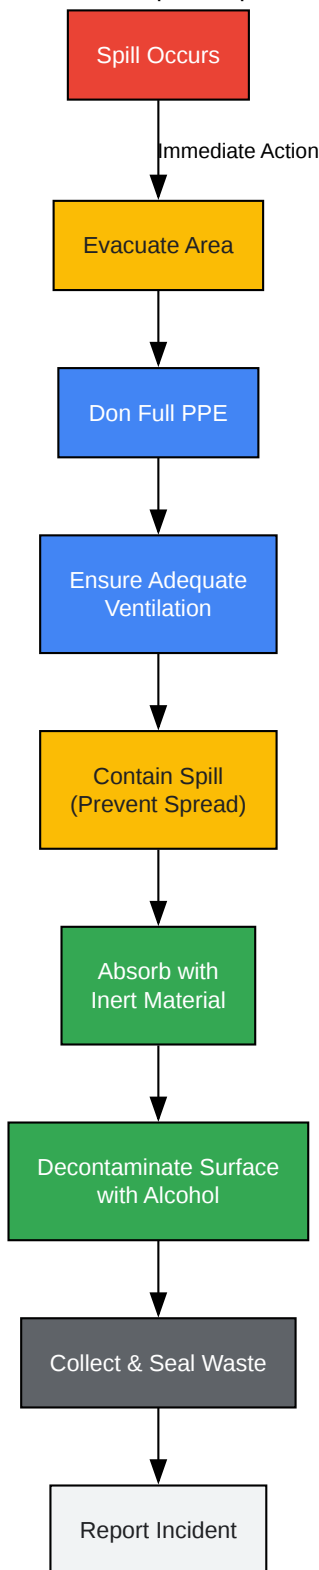 Spill Occurs
Immediate Action
Evacuate Area
Don Full PPE
Ensure Adequate
Ventilation
Contain Spill
(Prevent Spread)
Absorb with
Inert Material
Decontaminate Surface
with Alcohol
Collect & Seal Waste
Report Incident